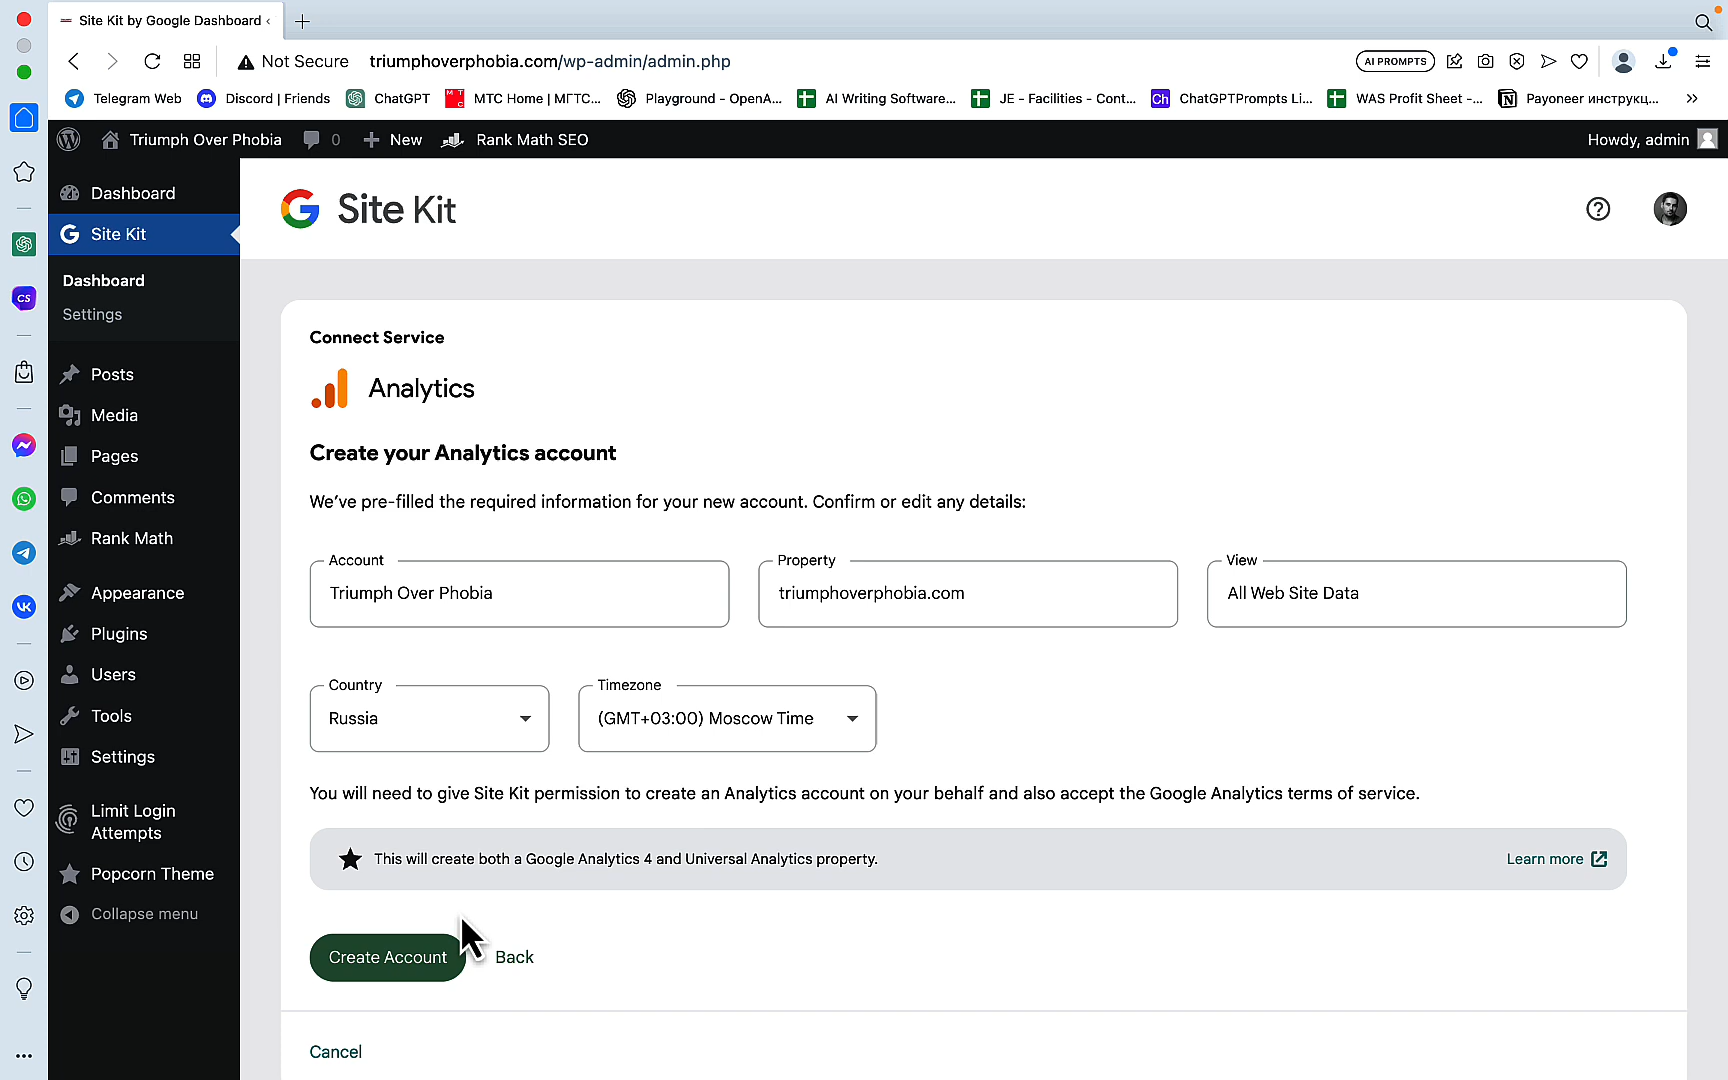 Site Kit by Google Dashboard ‹
Not Secure triumphoverphobia.com/wp-admin/admin.php
AI PROMPTS
Telegram Web
Discord | Friends
ChatGPT
MTC Home | МГТС...
Playground - OpenA...
AI Writing Software...
JE - Facilities - Cont...
Ch ChatGPTPrompts Li...
WAS Profit Sheet -...
Payoneer инструкц...
Triumph Over Phobia
0
New
Rank Math SEO
Howdy, admin
Dashboard
Site Kit
Dashboard
Settings
Posts
Media
Pages
Comments
Rank Math
Appearance
Plugins
Users
Tools
Settings
Limit Login
Attempts
Popcorn Theme
Collapse menu
CS
Site Kit
Connect Service
Analytics
Create your Analytics account
We've pre-filled the required information for your new account. Confirm or edit any details:
Account
Triumph Over Phobia
Property
triumphoverphobia.com
View
All Web Site Data
Country
Russia
Timezone
(GMT+03:00) Moscow Time
You will need to give Site Kit permission to create an Analytics account on your behalf and also accept the Google Analytics terms of service.
This will create both a Google Analytics 4 and Universal Analytics property.
Learn more
Create Account
Back
Cancel